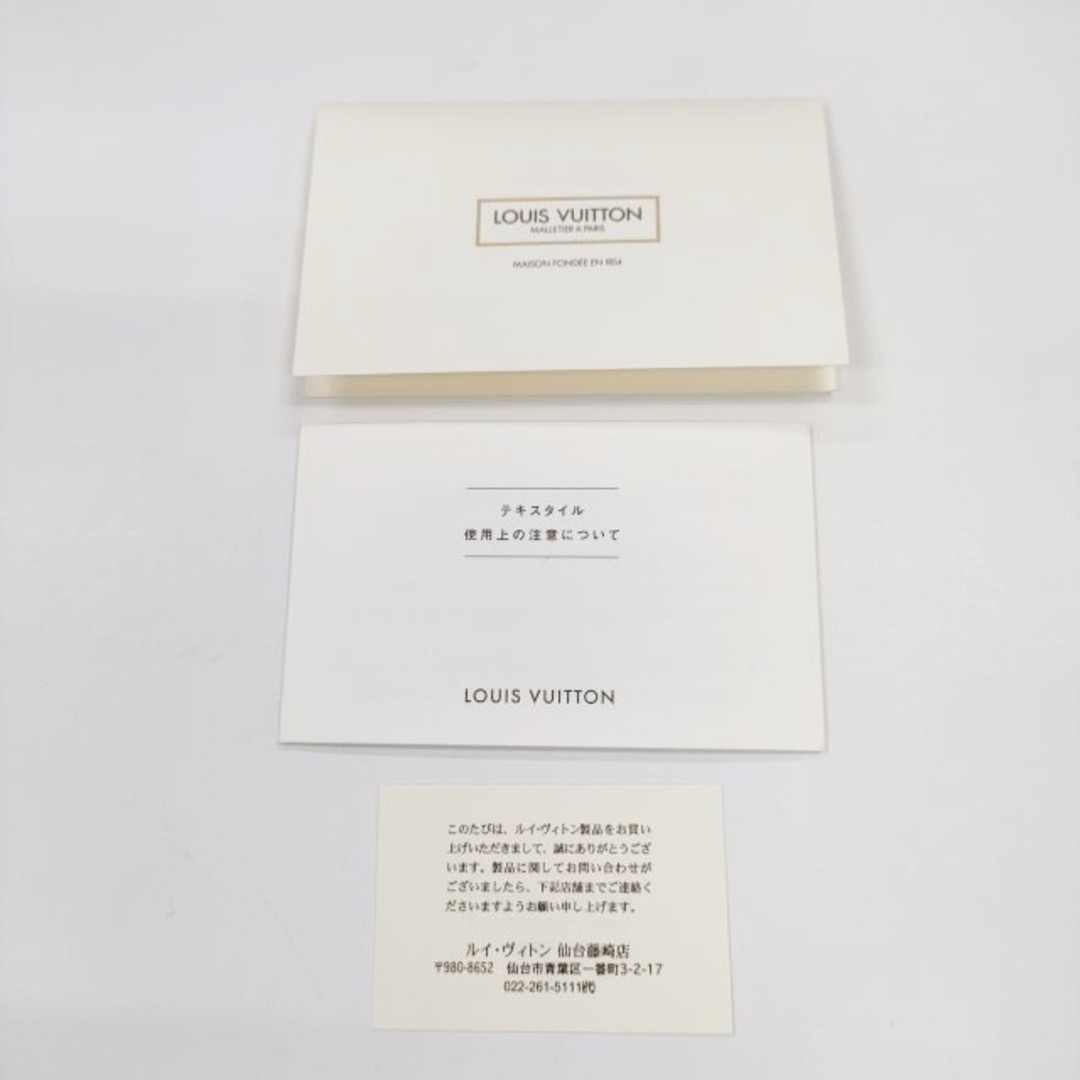 LOUIS VUITTON
MALLETIER A PARIS
MAISON FONDÉE EN 1854
テキスタイル
使用上の注意について
LOUIS VUITTON
このたびは、ルイ・ヴィトン製品をお買い
上げいただきまして、誠にありがとうござ
います。製品に関してお問い合わせが
ございましたら、下記店舗までご連絡く
ださいますようお願い申し上げます。
ルイ・ヴィトン 仙台藤崎店
〒980-8652 仙台市青葉区一番町3-2-17
022-261-5111㈹